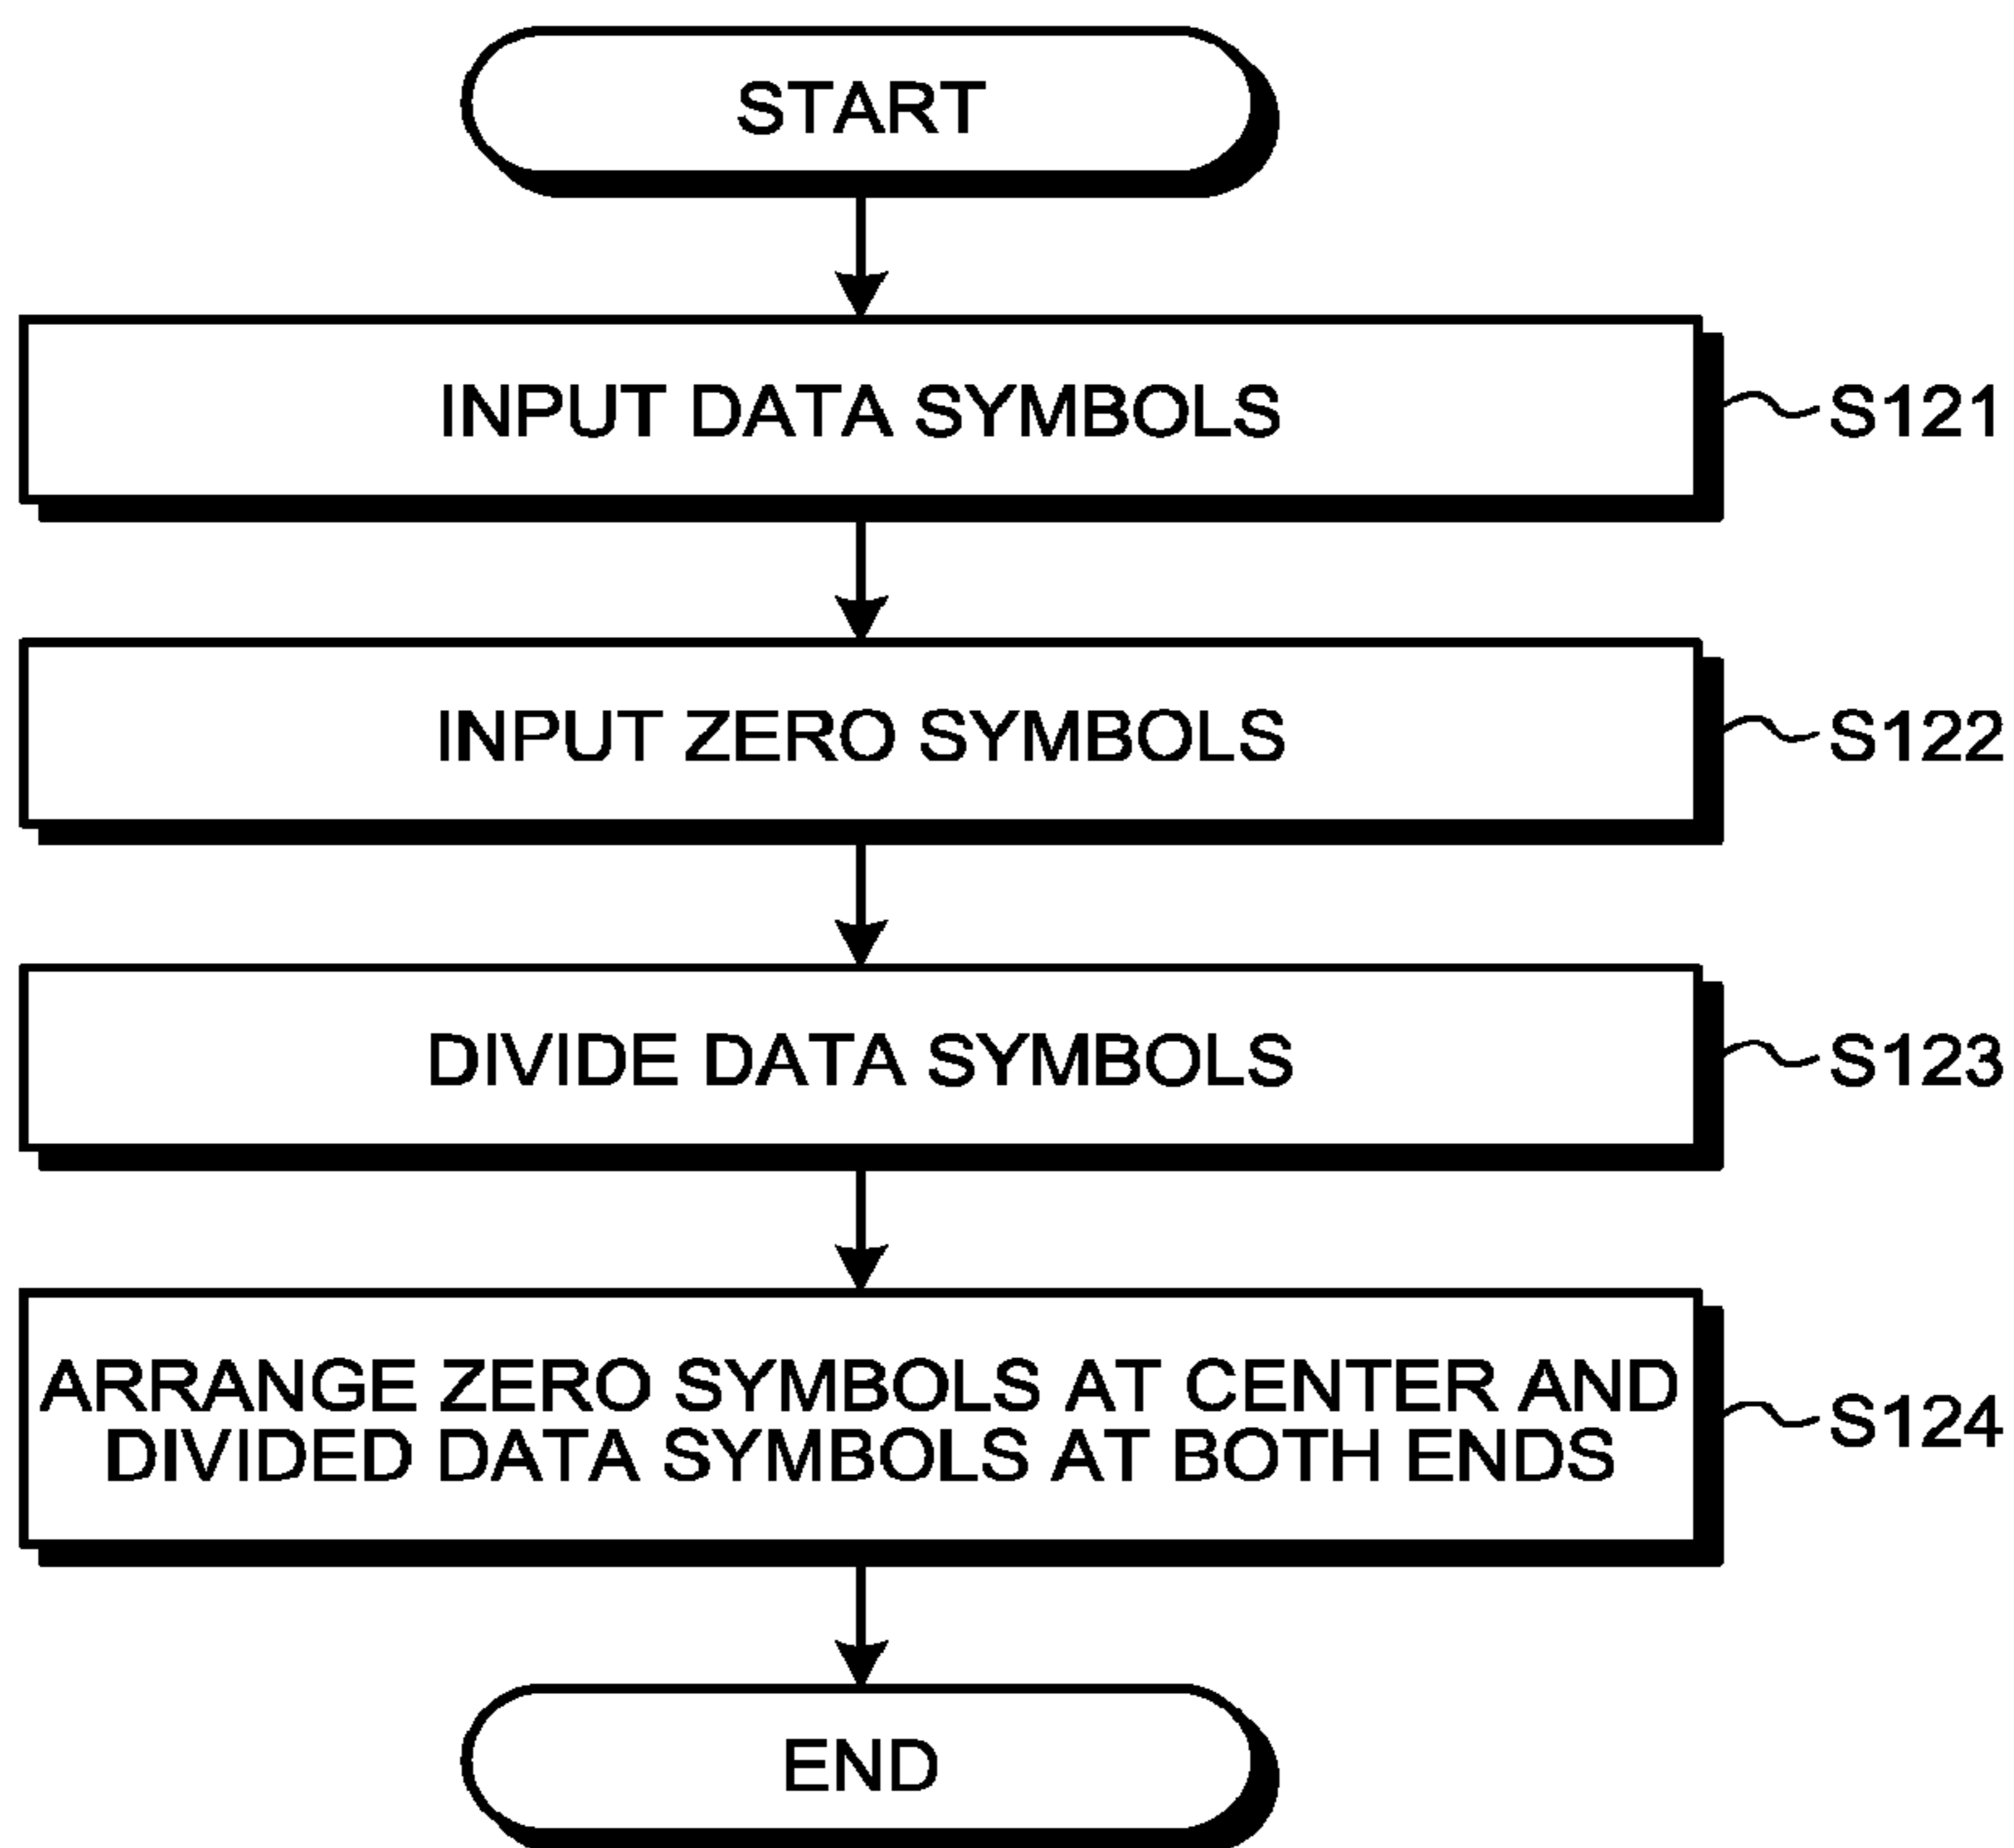 START
INPUT DATA SYMBOLS
S121
INPUT ZERO SYMBOLS
S122
DIVIDE DATA SYMBOLS
S123
ARRANGE ZERO SYMBOLS AT CENTER AND
DIVIDED DATA SYMBOLS AT BOTH ENDS
S124
END